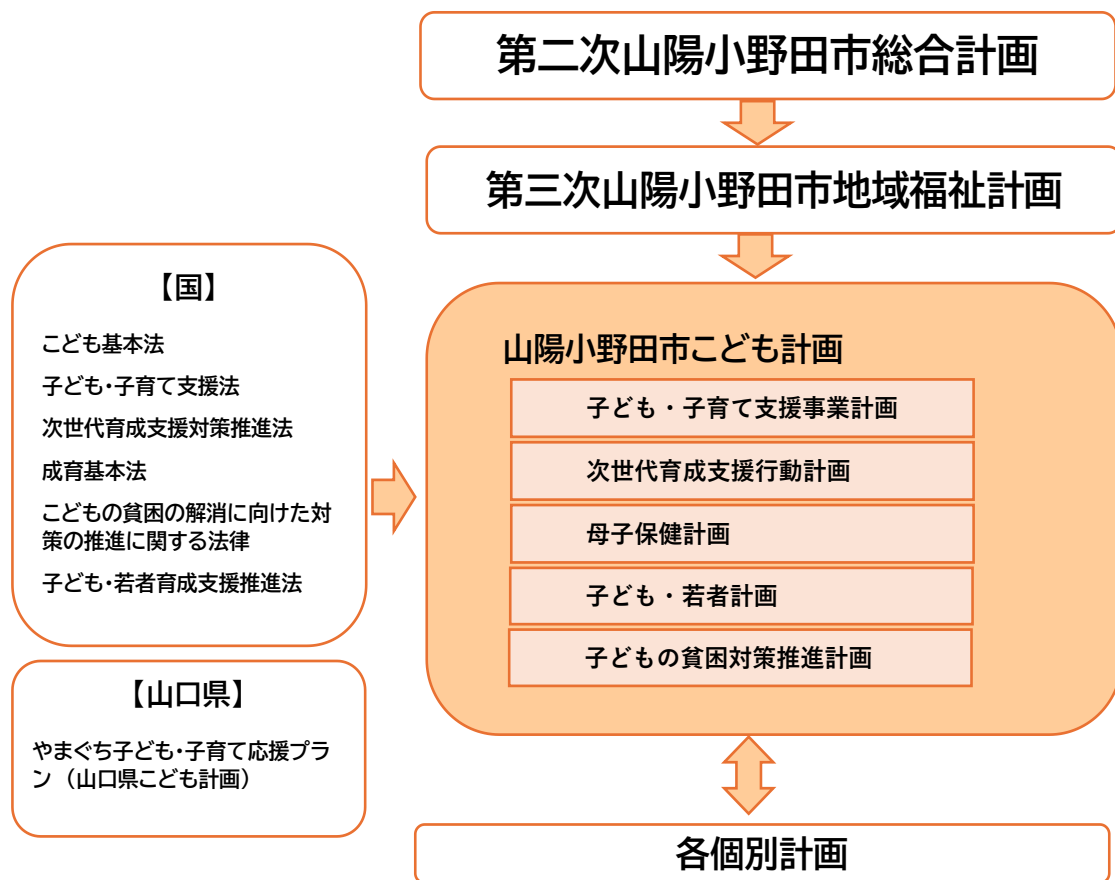 第二次山陽小野田市総合計画
第三次山陽小野田市地域福祉計画
【国】
こども基本法
子ども・子育て支援法
次世代育成支援対策推進法
成育基本法
こどもの貧困の解消に向けた対
策の推進に関する法律
子ども・若者育成支援推進法
【山口県】
やまぐち子ども・子育て応援プラ
ン（山口県こども計画）
山陽小野田市こども計画
子ども・子育て支援事業計画
次世代育成支援行動計画
母子保健計画
子ども・若者計画
子どもの貧困対策推進計画
各個別計画